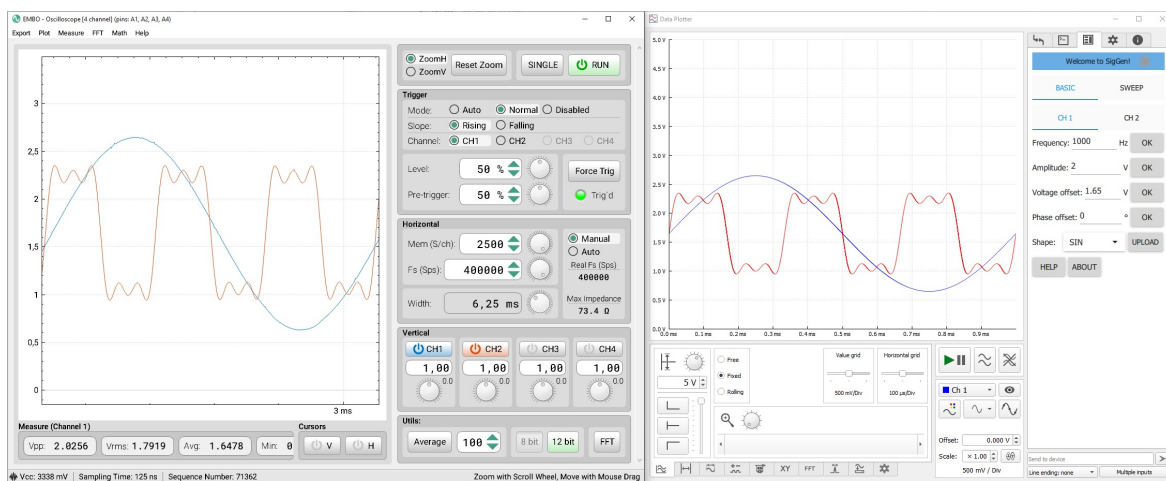 EMBO - Oscilloscope [4 channel] (pins: A1, A2, A3, A4)
Export Plot Measure FFT Math Help
3
2,5
2
1,5
1
0,5
0
3 ms
Measure (Channel 1)
Cursors
Vpp: 2.0256 Vrms: 1.7919 Avg: 1.6478 Min: 0
V H
Vcc: 3338 mV Sampling Time: 125 ns Sequence Number: 71362
Zoom with Scroll Wheel, Move with Mouse Drag
ZoomH
ZoomV
Reset Zoom SINGLE RUN
Trigger
Mode: Auto Normal Disabled
Slope: Rising Falling
Channel: CH1 CH2 CH3 CH4
Level: 50 % Force Trig
Pre-trigger: 50 % Trig'd
Horizontal
Mem (S/ch): 2500
Manual
Auto
Fs (Sps): 400000
Real Fs (Sps)
400000
Width: 6,25 ms
Max Impedance
73.4 Ω
Vertical
CH1 CH2 CH3 CH4
1,00 1,00 1,00 1,00
0.0 0.0 0.0 0.0
Utils:
Average 100 8 bit 12 bit FFT
Data Plotter
5.0 V
4.5 V
4.0 V
3.5 V
3.0 V
2.5 V
2.0 V
1.5 V
1.0 V
0.5 V
0.0 V
0.0 ms 0.1 ms 0.2 ms 0.3 ms 0.4 ms 0.5 ms 0.6 ms 0.7 ms 0.8 ms 0.9 ms
5 V
Free
Fixed
Rolling
Value grid
500 mV/Div
Horizontal grid
100 µs/Div
XY FFT
Ch 1
Offset: 0.000 V
Scale: × 1.00
500 mV / Div
Welcome to SigGen!
BASIC SWEEP
CH 1 CH 2
Frequency: 1000 Hz OK
Amplitude: 2 V OK
Voltage offset: 1.65 V OK
Phase offset: 0 ° OK
Shape: SIN UPLOAD
HELP ABOUT
Send to device
Line ending: none Multiple inputs